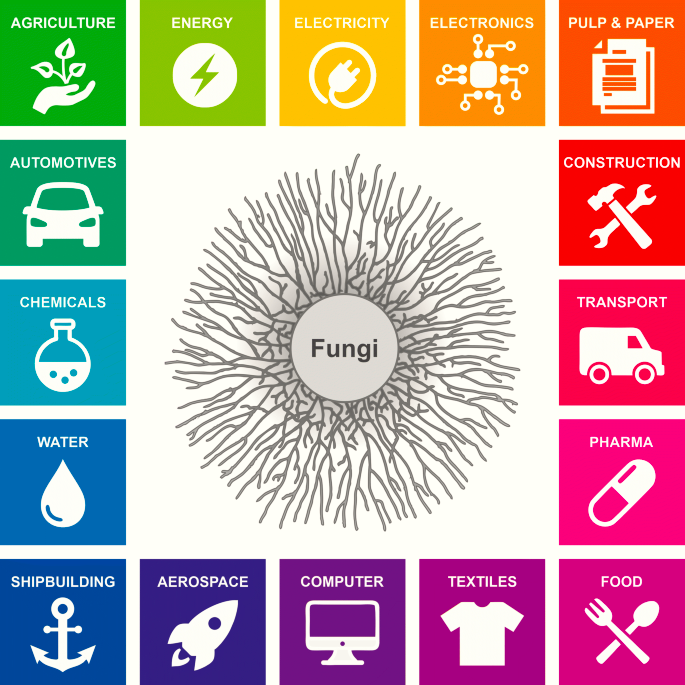 AGRICULTURE
ENERGY
ELECTRICITY
ELECTRONICS
PULP & PAPER
AUTOMOTIVES
CONSTRUCTION
CHEMICALS
TRANSPORT
Fungi
WATER
PHARMA
SHIPBUILDING
AEROSPACE
COMPUTER
TEXTILES
FOOD